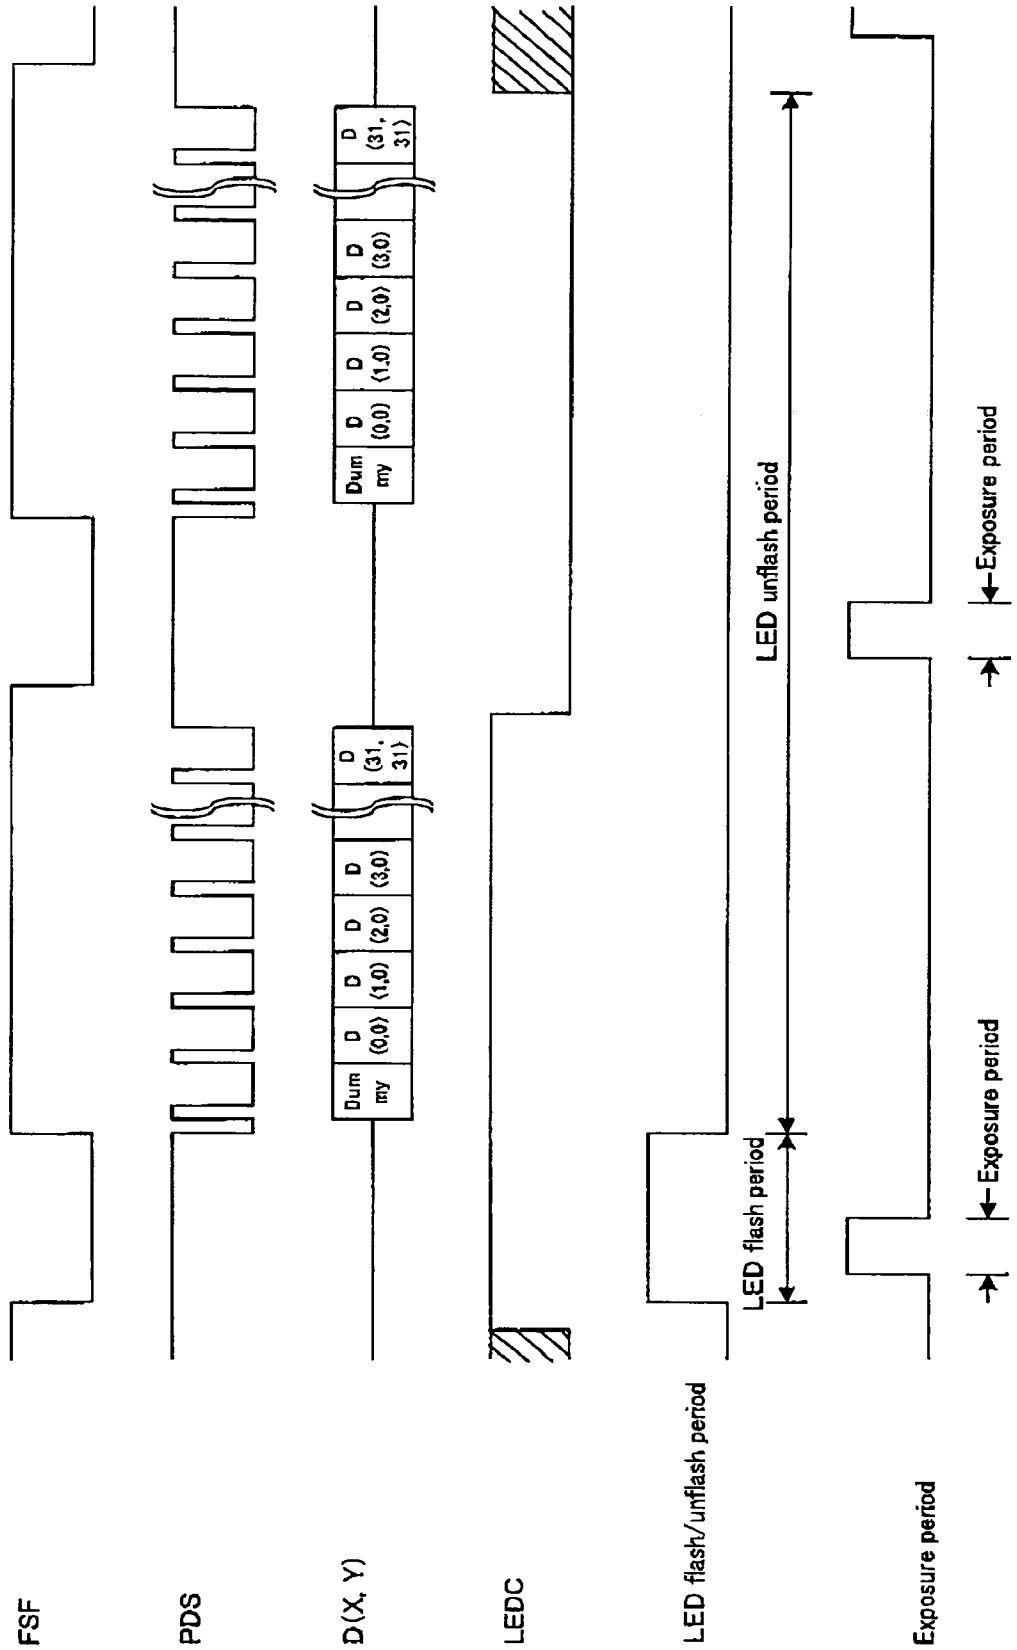 FSF
PDS
Dum
my
D
(0,0)
D
(1,0)
D
(2,0)
D
(3,0)
D
(31,
31)
Dum
my
D
(0,0)
D
(1,0)
D
(2,0)
D
(3,0)
D
(31,
31)
D(X, Y)
LEDC
LED flash/unflash period
LED flash period
LED unflash period
Exposure period
Exposure period
Exposure period